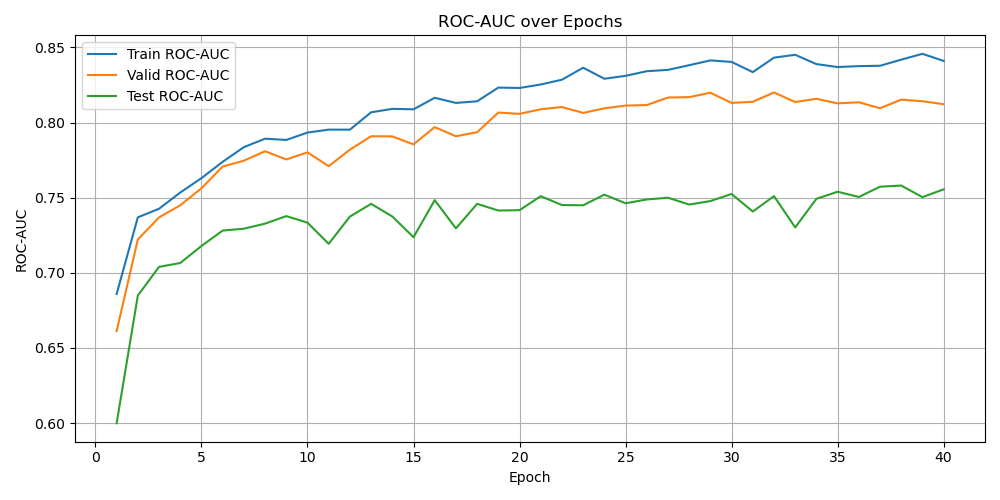 ROC-AUC over Epochs
Train ROC-AUC
Valid ROC-AUC
Test ROC-AUC
0.85
0.80
0.75
0.70
0.65
0.60
ROC-AUC
0 5 10 15 20 25 30 35 40
Epoch